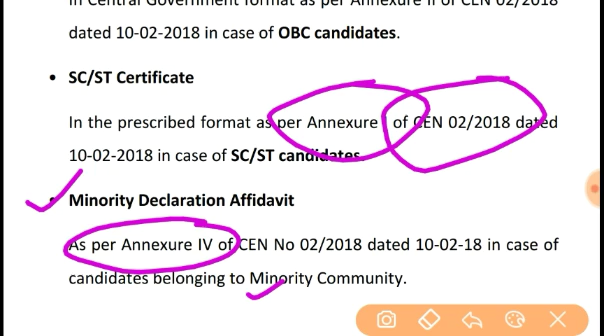 in Central Government format as per Annexure II of CEN 02/2018
dated 10-02-2018 in case of OBC candidates.
• SC/ST Certificate
In the prescribed format as per Annexure of CEN 02/2018 dated
10-02-2018 in case of SC/ST candidates
• Minority Declaration Affidavit
As per Annexure IV of CEN No 02/2018 dated 10-02-18 in case of
candidates belonging to Minority Community.